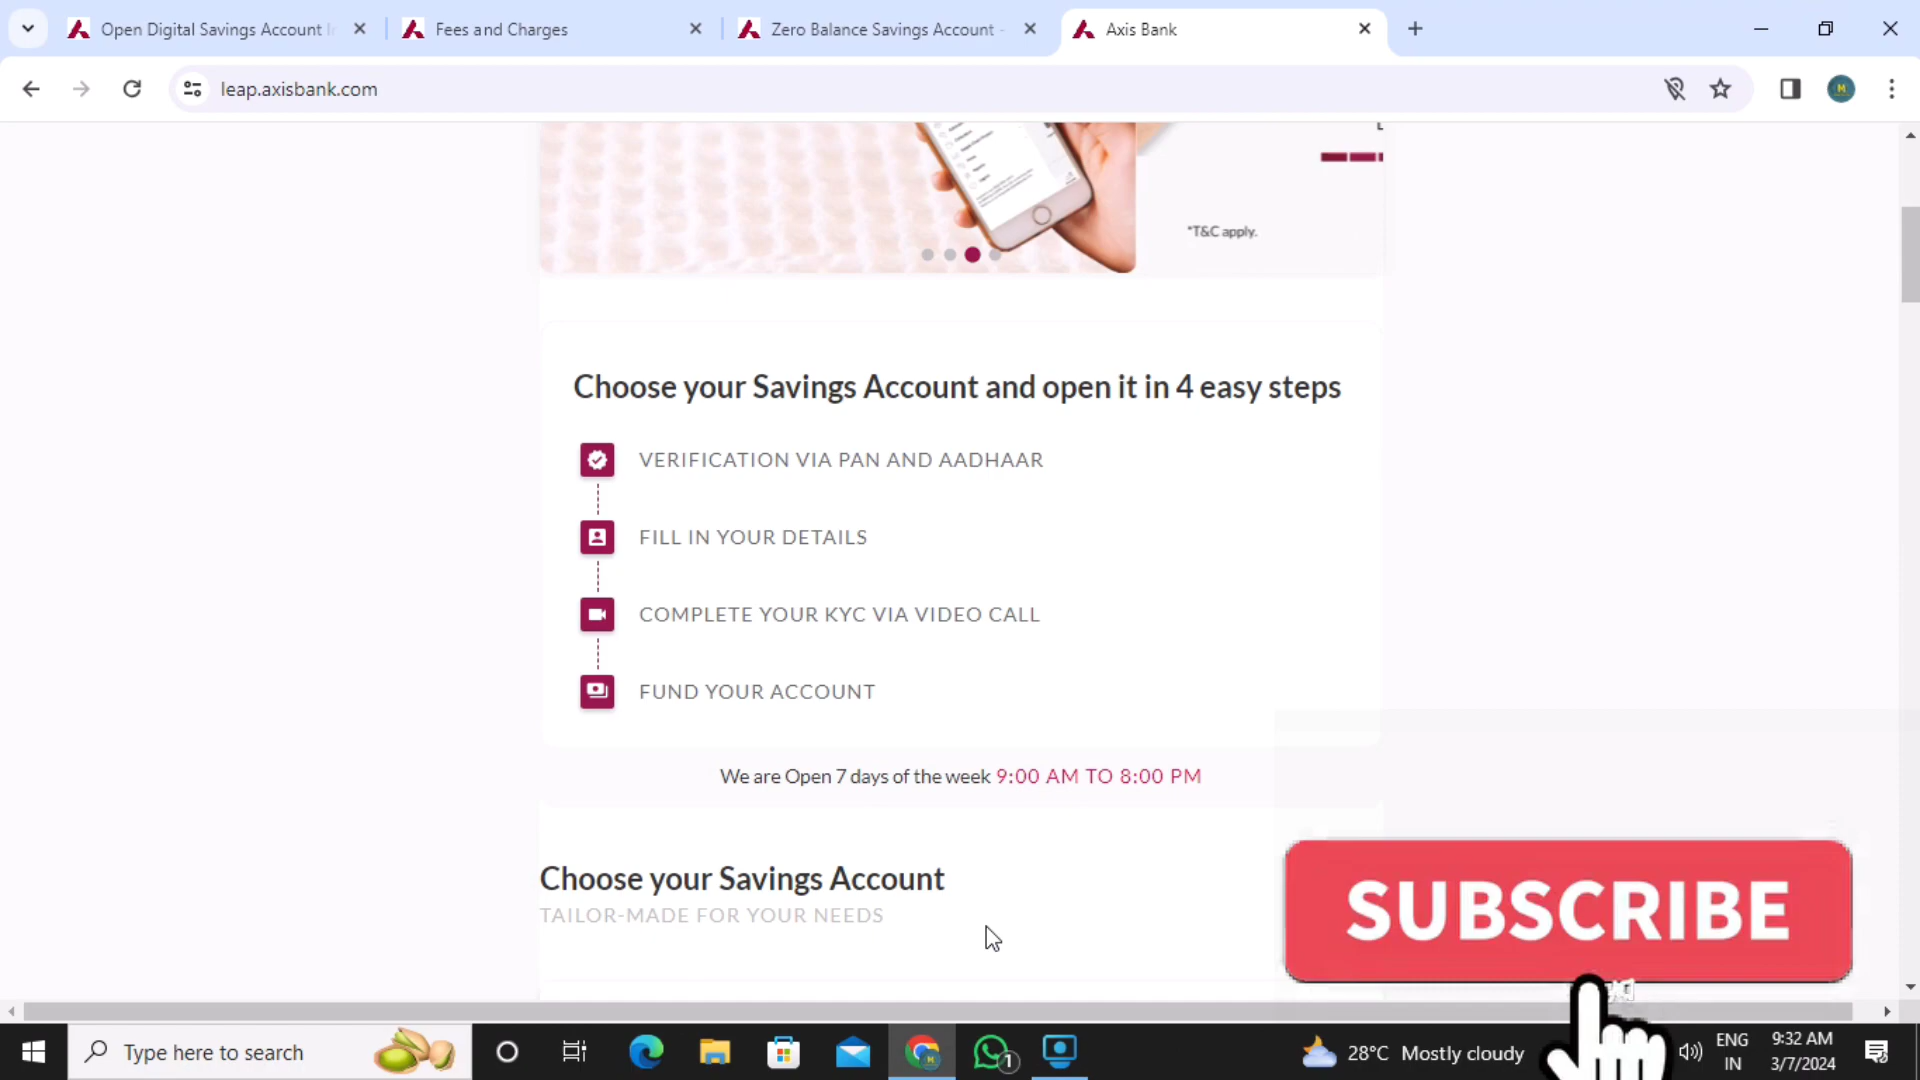 Open Digital Savings Account
Fees and Charges
Zero Balance Savings Account -
Axis Bank
leap.axisbank.com
M
*T&C apply.
Choose your Savings Account and open it in 4 easy steps
VERIFICATION VIA PAN AND AADHAAR
FILL IN YOUR DETAILS
COMPLETE YOUR KYC VIA VIDEO CALL
FUND YOUR ACCOUNT
We are Open 7 days of the week 9:00 AM TO 8:00 PM
Choose your Savings Account
TAILOR-MADE FOR YOUR NEEDS
SUBSCRIBE
Type here to search
1
28°C Mostly cloudy
ENG
IN
9:32 AM
3/7/2024